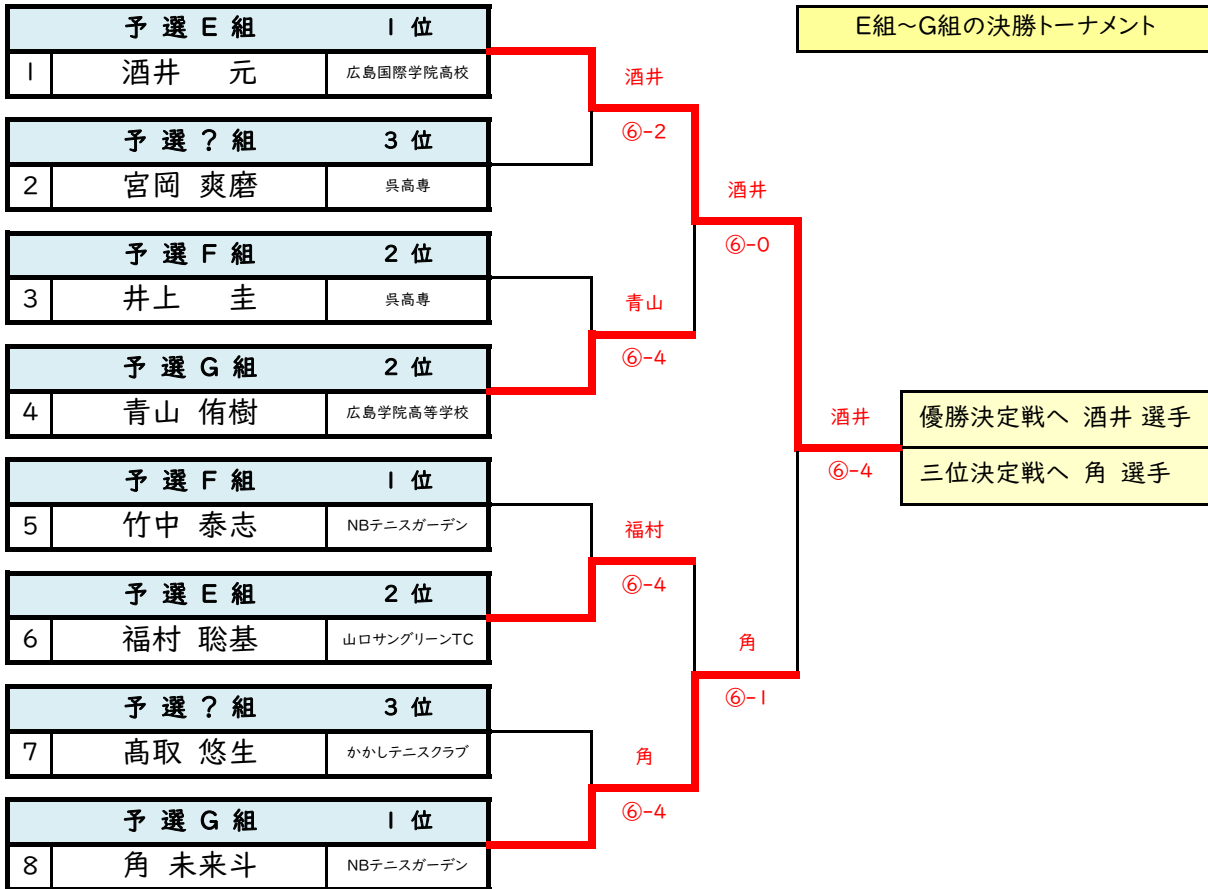 予 選 E 組 1 位
1 酒井 元 広島国際学院高校
予 選 ? 組 3 位
2 宮岡 爽磨 呉高専
予 選 F 組 2 位
3 井上 圭 呉高専
予 選 G 組 2 位
4 青山 侑樹 広島学院高等学校
予 選 F 組 1 位
5 竹中 泰志 NBテニスガーデン
予 選 E 組 2 位
6 福村 聡基 山口サングリーンTC
予 選 ? 組 3 位
7 髙取 悠生 かかしテニスクラブ
予 選 G 組 1 位
8 角 未来斗 NBテニスガーデン
酒井
⑥-2
青山
⑥-4
福村
⑥-4
角
⑥-4
酒井
⑥-0
角
⑥-1
酒井
⑥-4
E組~G組の決勝トーナメント
優勝決定戦へ 酒井 選手
三位決定戦へ 角 選手